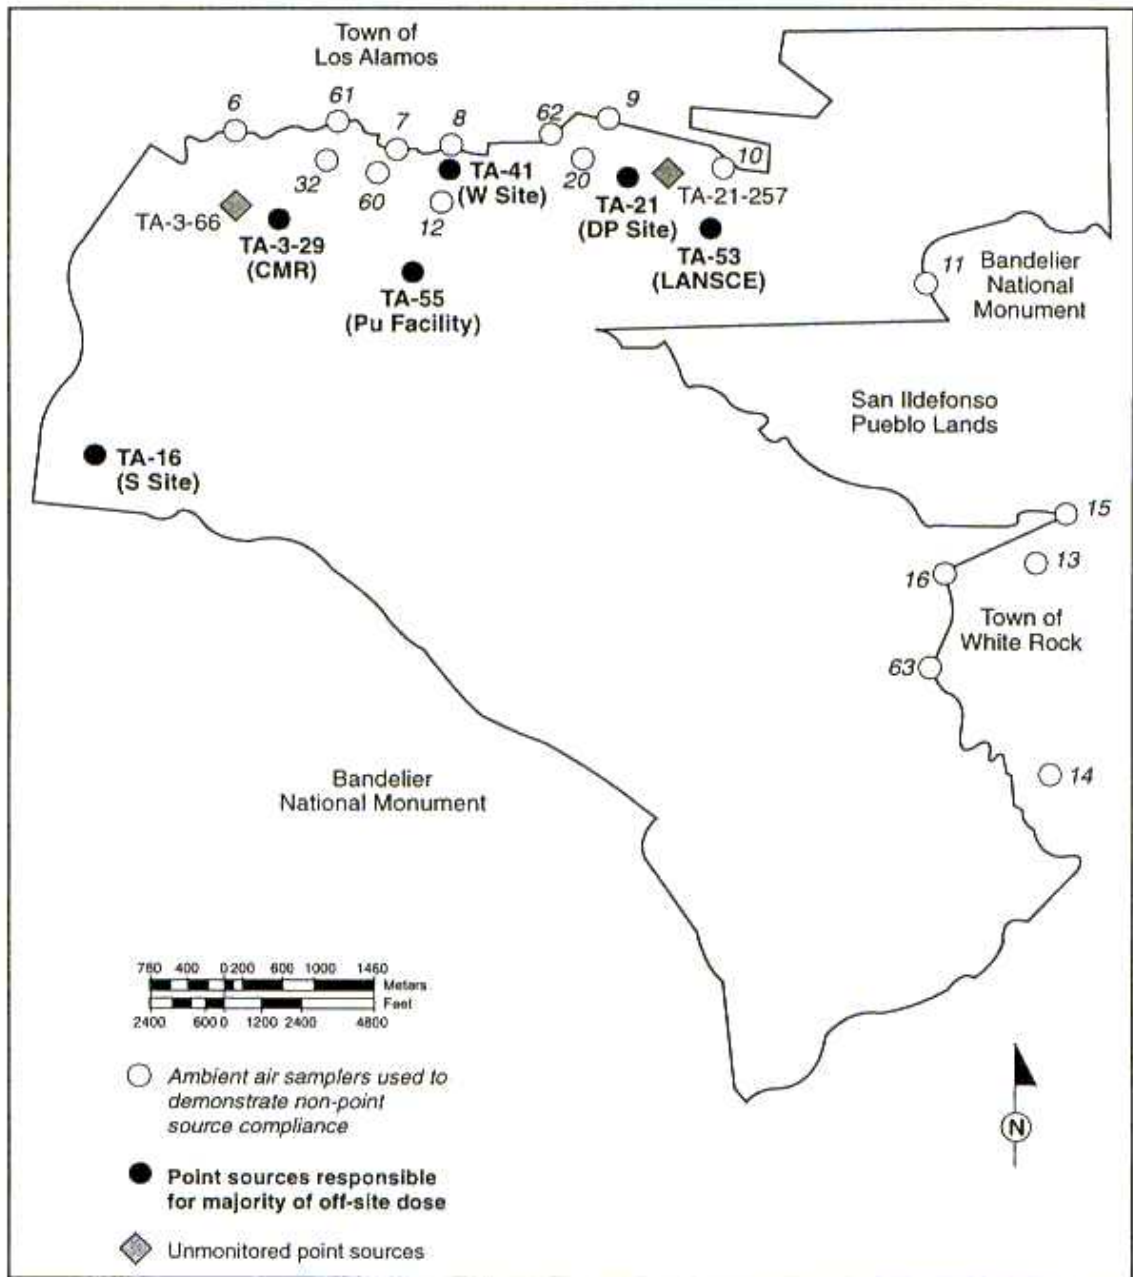 Town of
Los Alamos
6
61
7
8
62
9
10
32
60
12
20
TA-41
(W Site)
TA-21-257
TA-3-66
TA-3-29
(CMR)
TA-21
(DP Site)
TA-53
(LANSCE)
TA-55
(Pu Facility)
11
Bandelier
National
Monument
San Ildefonso
Pueblo Lands
TA-16
(S Site)
15
13
16
Town of
White Rock
63
14
Bandelier
National Monument
760 400 0 200 600 1000 1460
Meters
Feet
2400 600 0 1200 2400 4800
Ambient air samplers used to
demonstrate non-point
source compliance
Point sources responsible
for majority of off-site dose
Unmonitored point sources
N